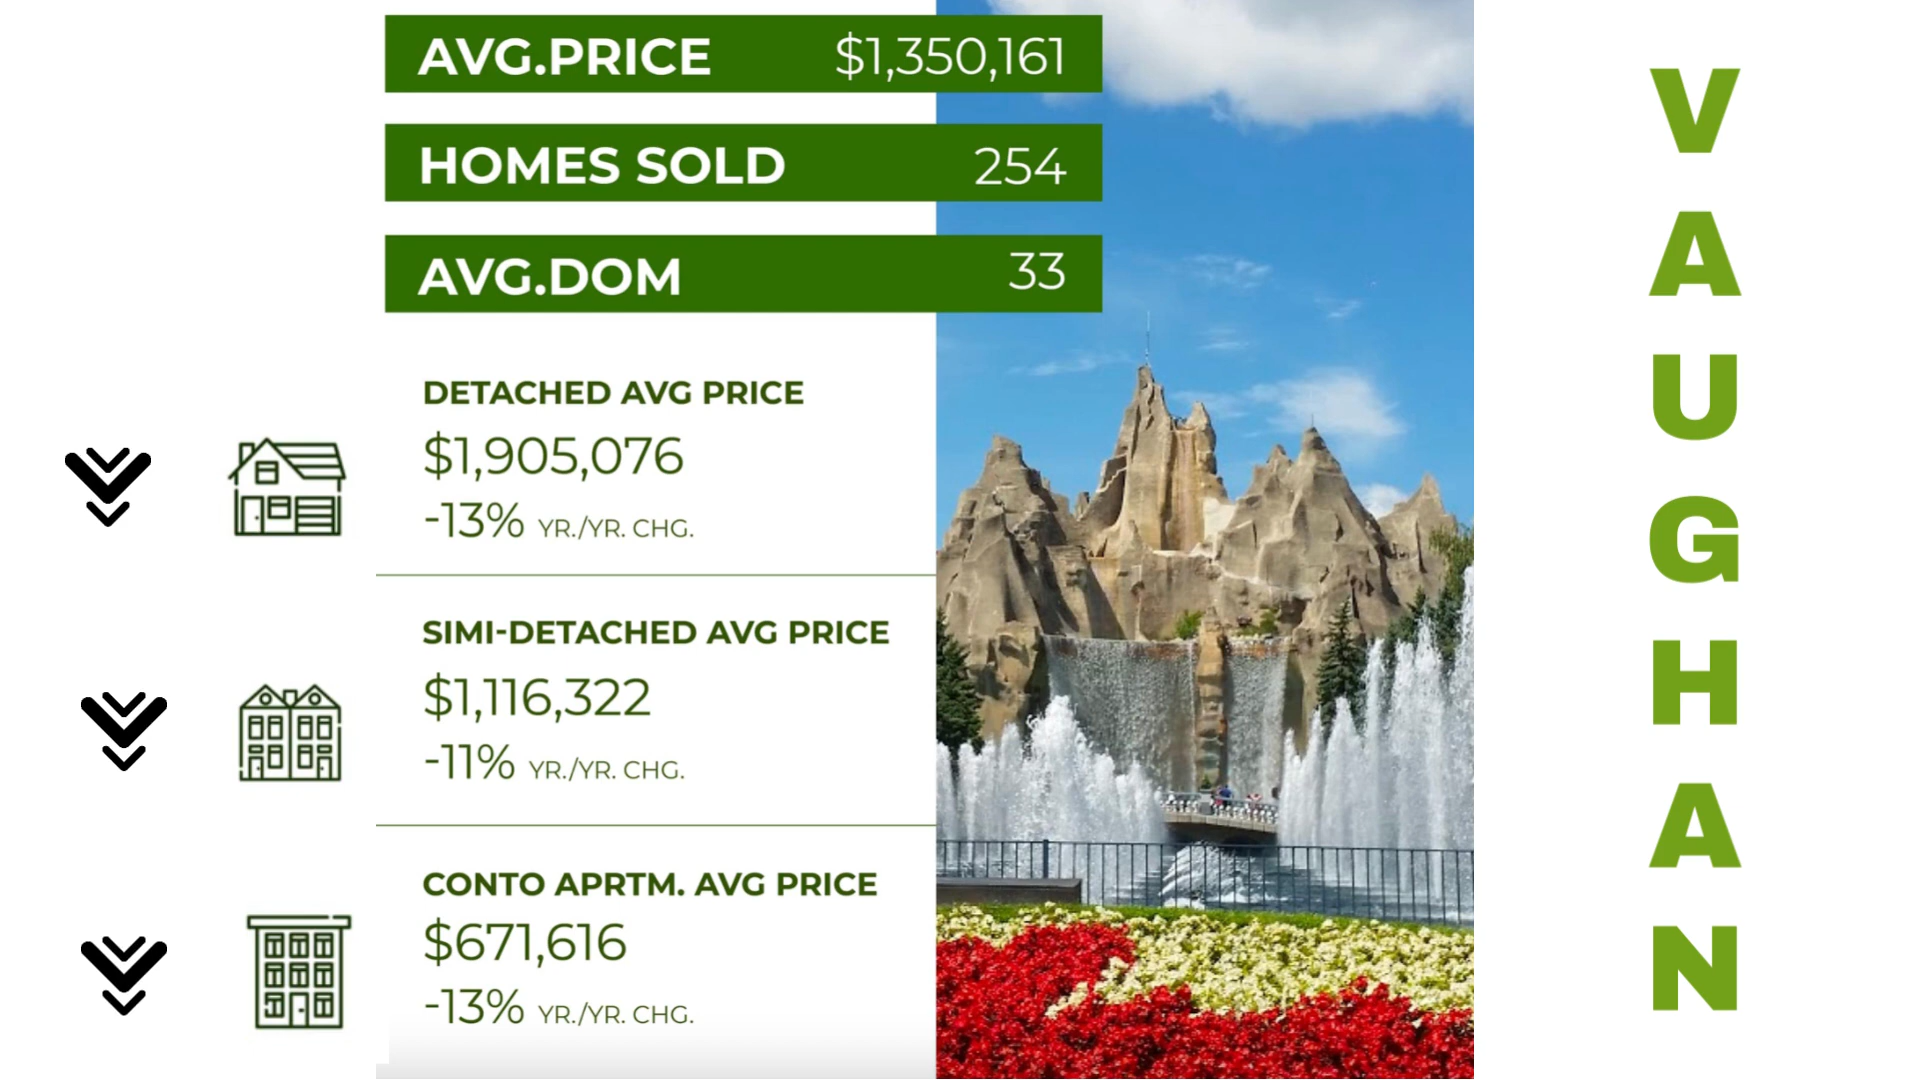 AVG.PRICE $1,350,161
HOMES SOLD 254
AVG.DOM 33
DETACHED AVG PRICE
$1,905,076
-13% YR./YR. CHG.
SIMI-DETACHED AVG PRICE
$1,116,322
-11% YR./YR. CHG.
CONTO APRTM. AVG PRICE
$671,616
-13% YR./YR. CHG.
VAUGHAN